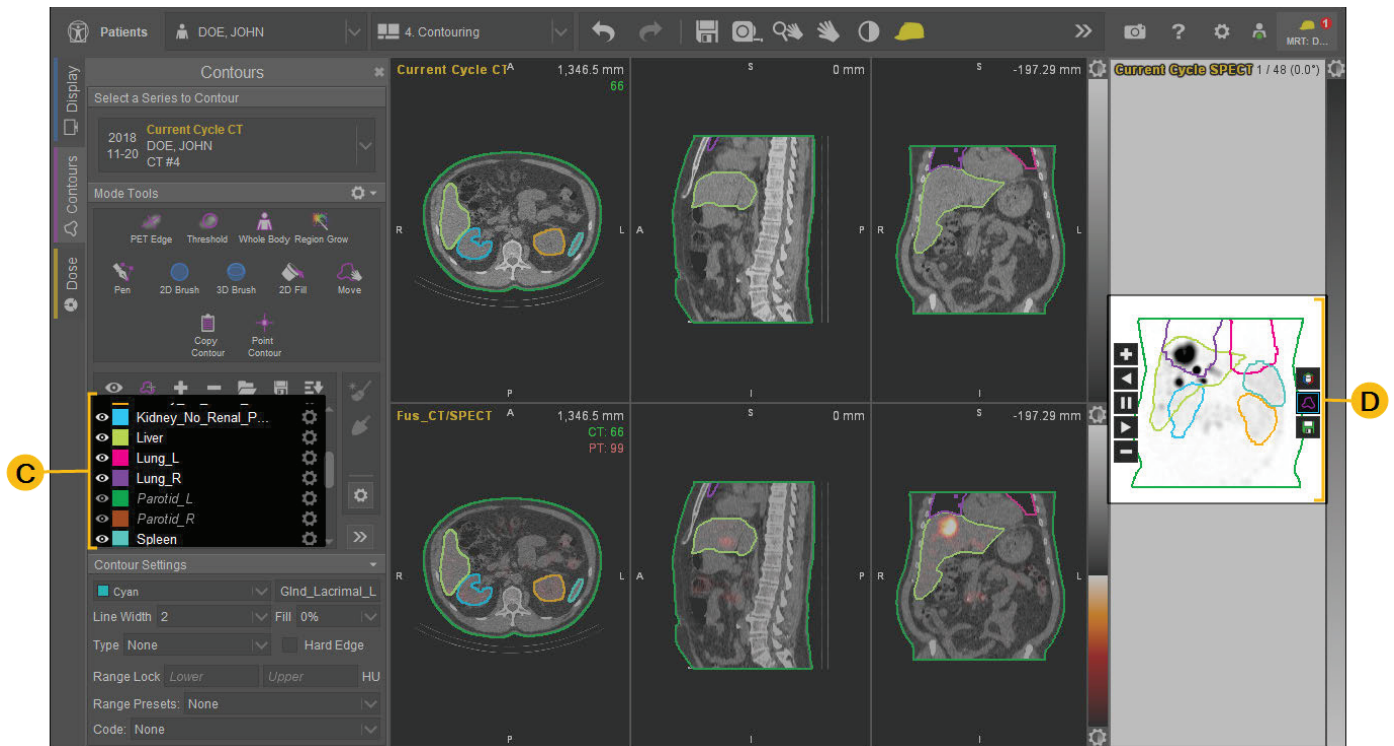 Patients
DOE, JOHN
4. Contouring
?
1
MRT: D...
Display
Contours
Dose
Contours
Select a Series to Contour
2018
11-20
Current Cycle CT
DOE, JOHN
CT #4
Mode Tools
PET Edge Threshold Whole Body Region Grow
Pen 2D Brush 3D Brush 2D Fill Move
Copy Contour Point Contour
Kidney_No_Renal_P...
Liver
Lung_L
Lung_R
Parotid_L
Parotid_R
Spleen
C
Contour Settings
Cyan Glnd_Lacrimal_L
Line Width 2 Fill 0%
Type None Hard Edge
Range Lock Lower Upper HU
Range Presets: None
Code: None
Current Cycle CT A 1,346.5 mm
66
R L
P
S 0 mm
A P
I
S -197.29 mm
R L
I
Current Cycle SPECT 1 / 48 (0.0°)
D
Fus_CT/SPECT A 1,346.5 mm
CT: 66
PT: 99
R L
P
S 0 mm
A P
I
S -197.29 mm
R L
I